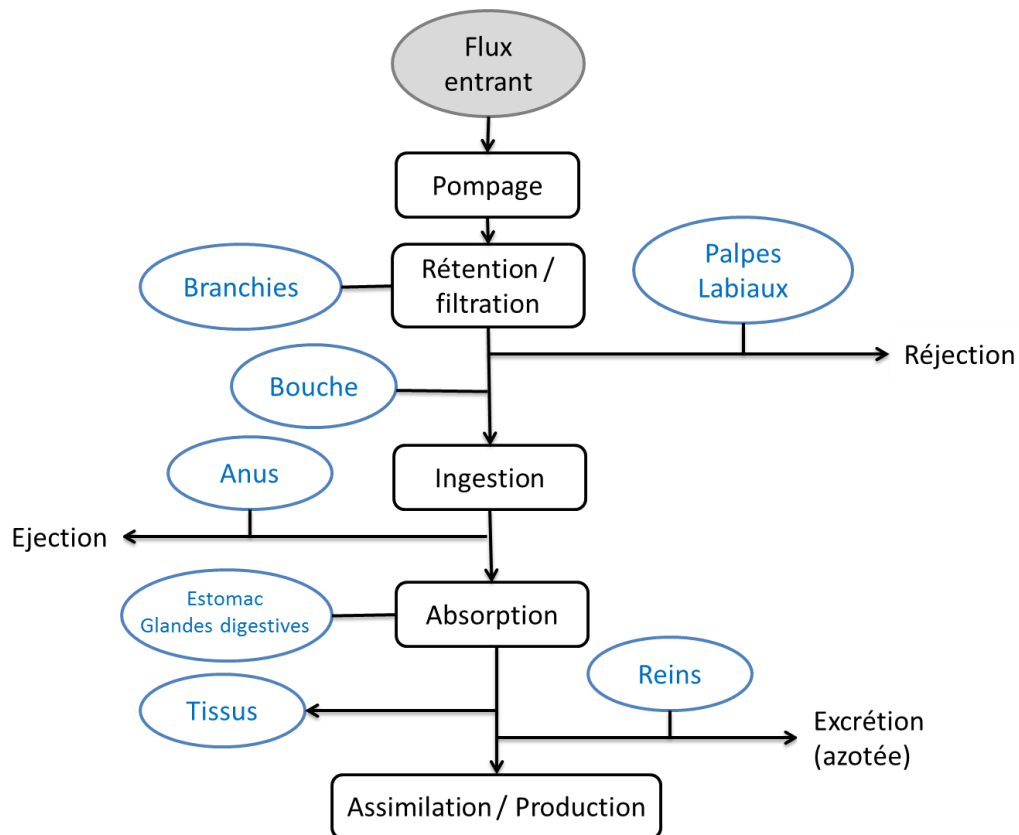 Flux
entrant
Pompage
Branchies
Rétention /
filtration
Palpes
Labiaux
Réjection
Bouche
Anus
Ingestion
Ejection
Estomac
Glandes digestives
Absorption
Reins
Tissus
Excrétion
(azotée)
Assimilation / Production